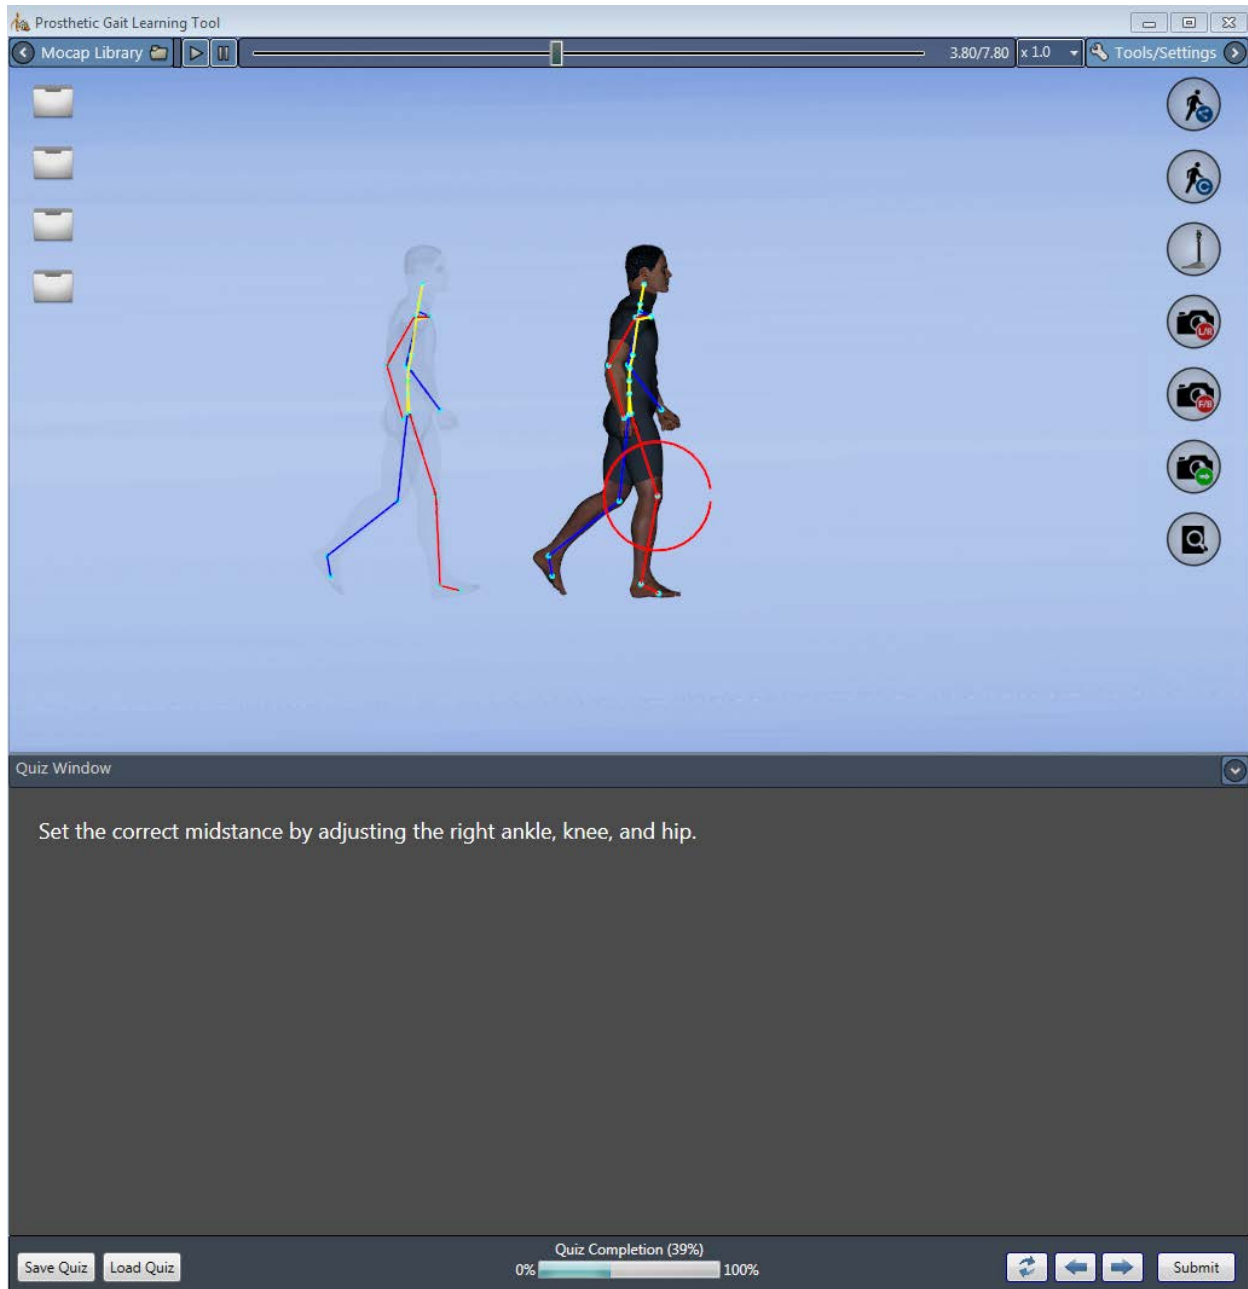 Prosthetic Gait Learning Tool
Mocap Library 3.80/7.80 x 1.0 Tools/Settings
C
L/R
F/B
Quiz Window
Set the correct midstance by adjusting the right ankle, knee, and hip.
Quiz Completion (39%)
Save Quiz Load Quiz 0% 100% Submit